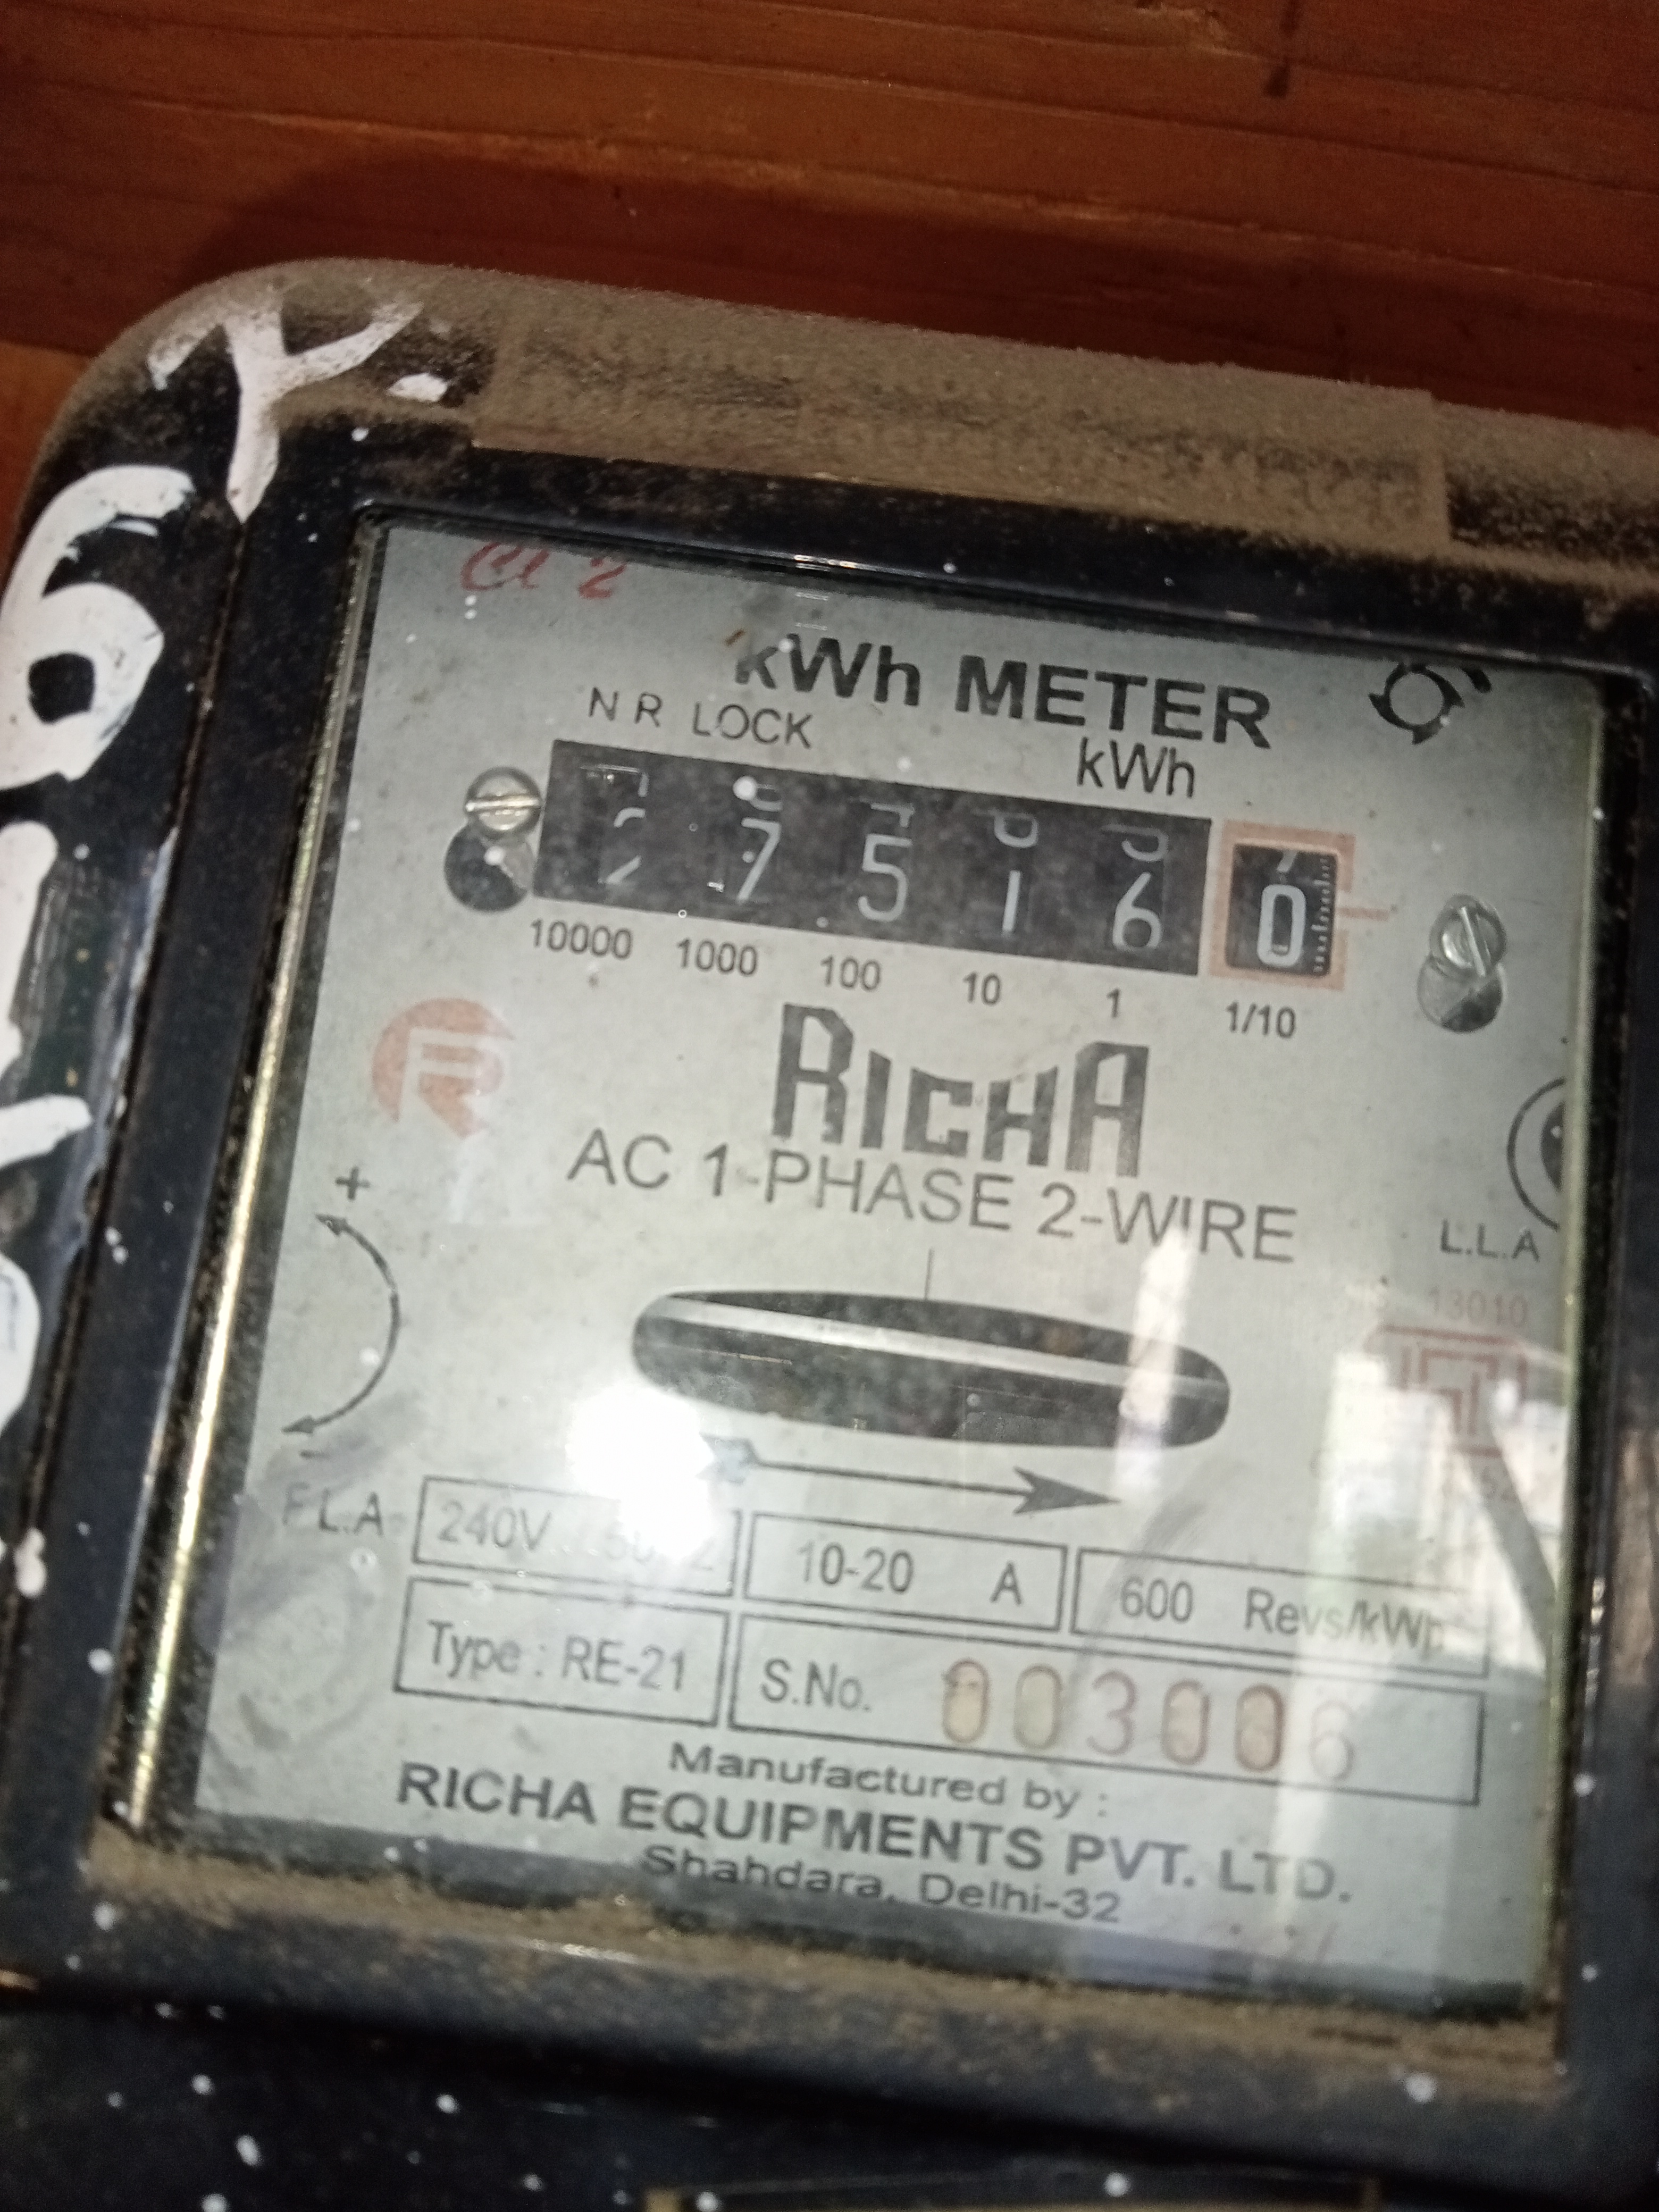 kWh METER
N R LOCK
kWh
2 7 5 1 6 0
10000 1000 100 10 1 1/10
R
RICHA
AC 1-PHASE 2-WIRE
+
L.L.A
13010
-
F.L.A
240V 50HZ 10-20 A 600 Revs/kWh
Type : RE-21 S.No. 003006
Manufactured by :
RICHA EQUIPMENTS PVT. LTD.
Shahdara, Delhi-32